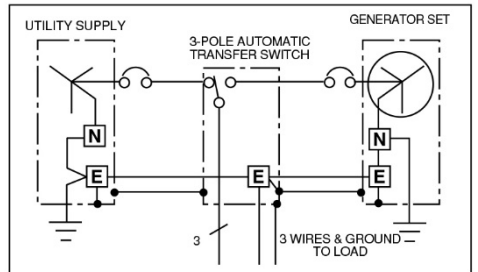 UTILITY SUPPLY
GENERATOR SET
3-POLE AUTOMATIC
TRANSFER SWITCH
N
N
E
E
E
3
3 WIRES & GROUND
TO LOAD